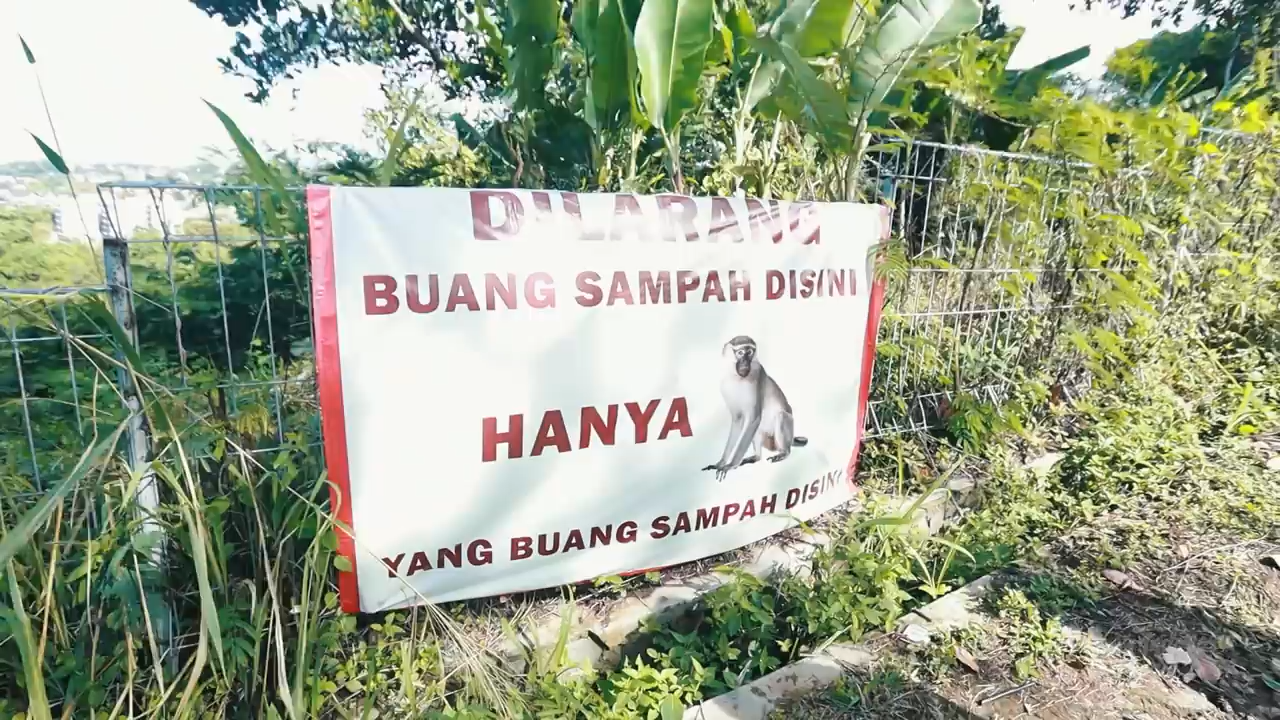 DILARANG
BUANG SAMPAH DISINI
HANYA
YANG BUANG SAMPAH DISINI